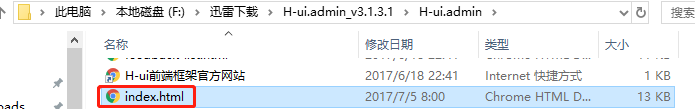 此电脑 › 本地磁盘 (F:) › 迅雷下载 › H-ui.admin_v3.1.3.1 › H-ui.admin ›
名称 修改日期 类型 大小
H-ui前端框架官方网站 2017/6/18 22:41 Internet 快捷方式 1 KB
index.html 2017/7/5 8:00 Chrome HTML D... 13 KB